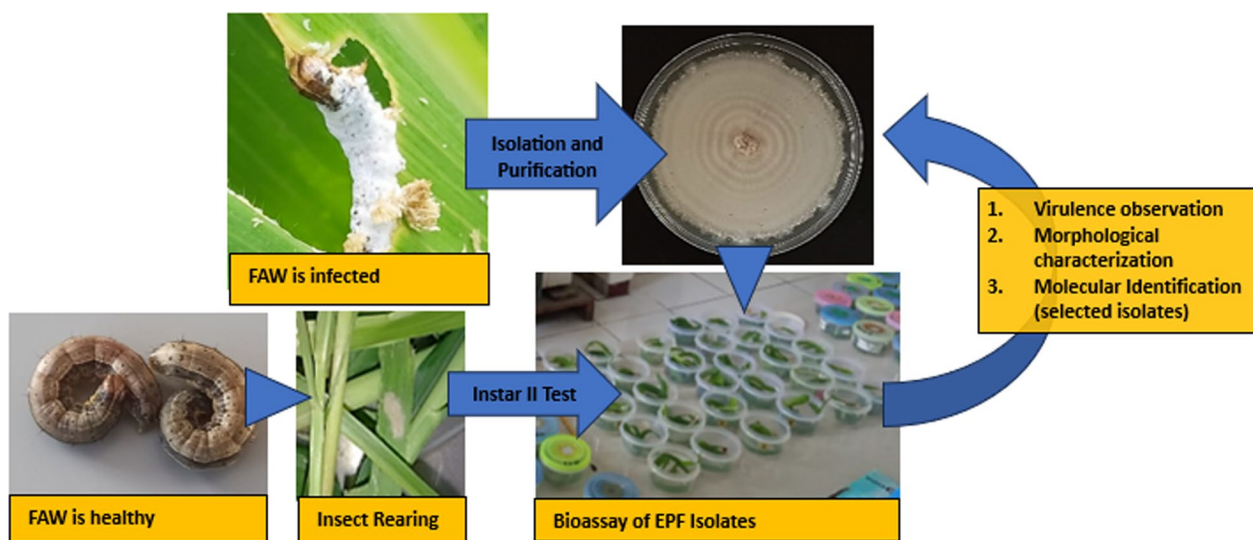 FAW is infected
Isolation and
Purification
1. Virulence observation
2. Morphological
characterization
3. Molecular Identification
(selected isolates)
FAW is healthy
Insect Rearing
Instar II Test
Bioassay of EPF Isolates